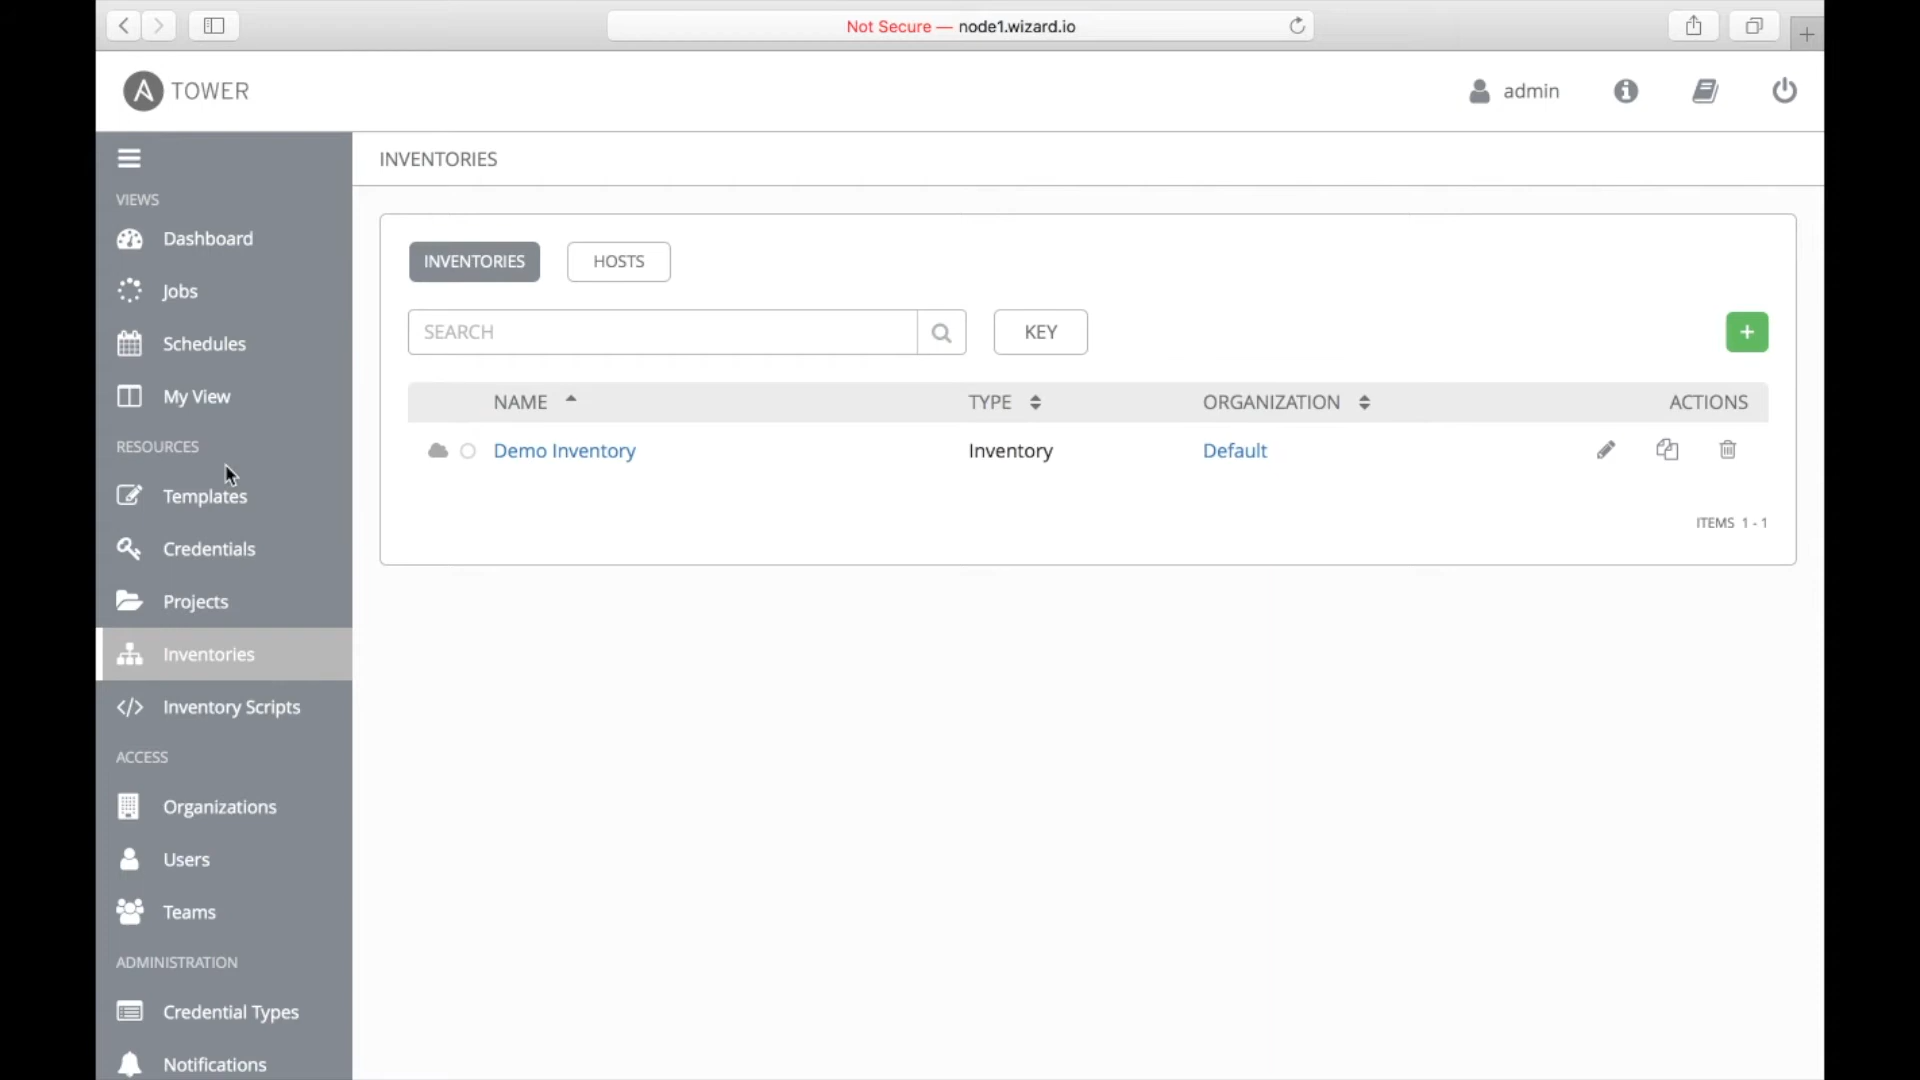 Not Secure — node1.wizard.io
A TOWER
admin
VIEWS
Dashboard
Jobs
Schedules
My View
RESOURCES
Templates
Credentials
Projects
Inventories
Inventory Scripts
ACCESS
Organizations
Users
Teams
ADMINISTRATION
Credential Types
Notifications
INVENTORIES
INVENTORIES HOSTS
SEARCH KEY
+
NAME TYPE ORGANIZATION ACTIONS
Demo Inventory Inventory Default
ITEMS 1 - 1